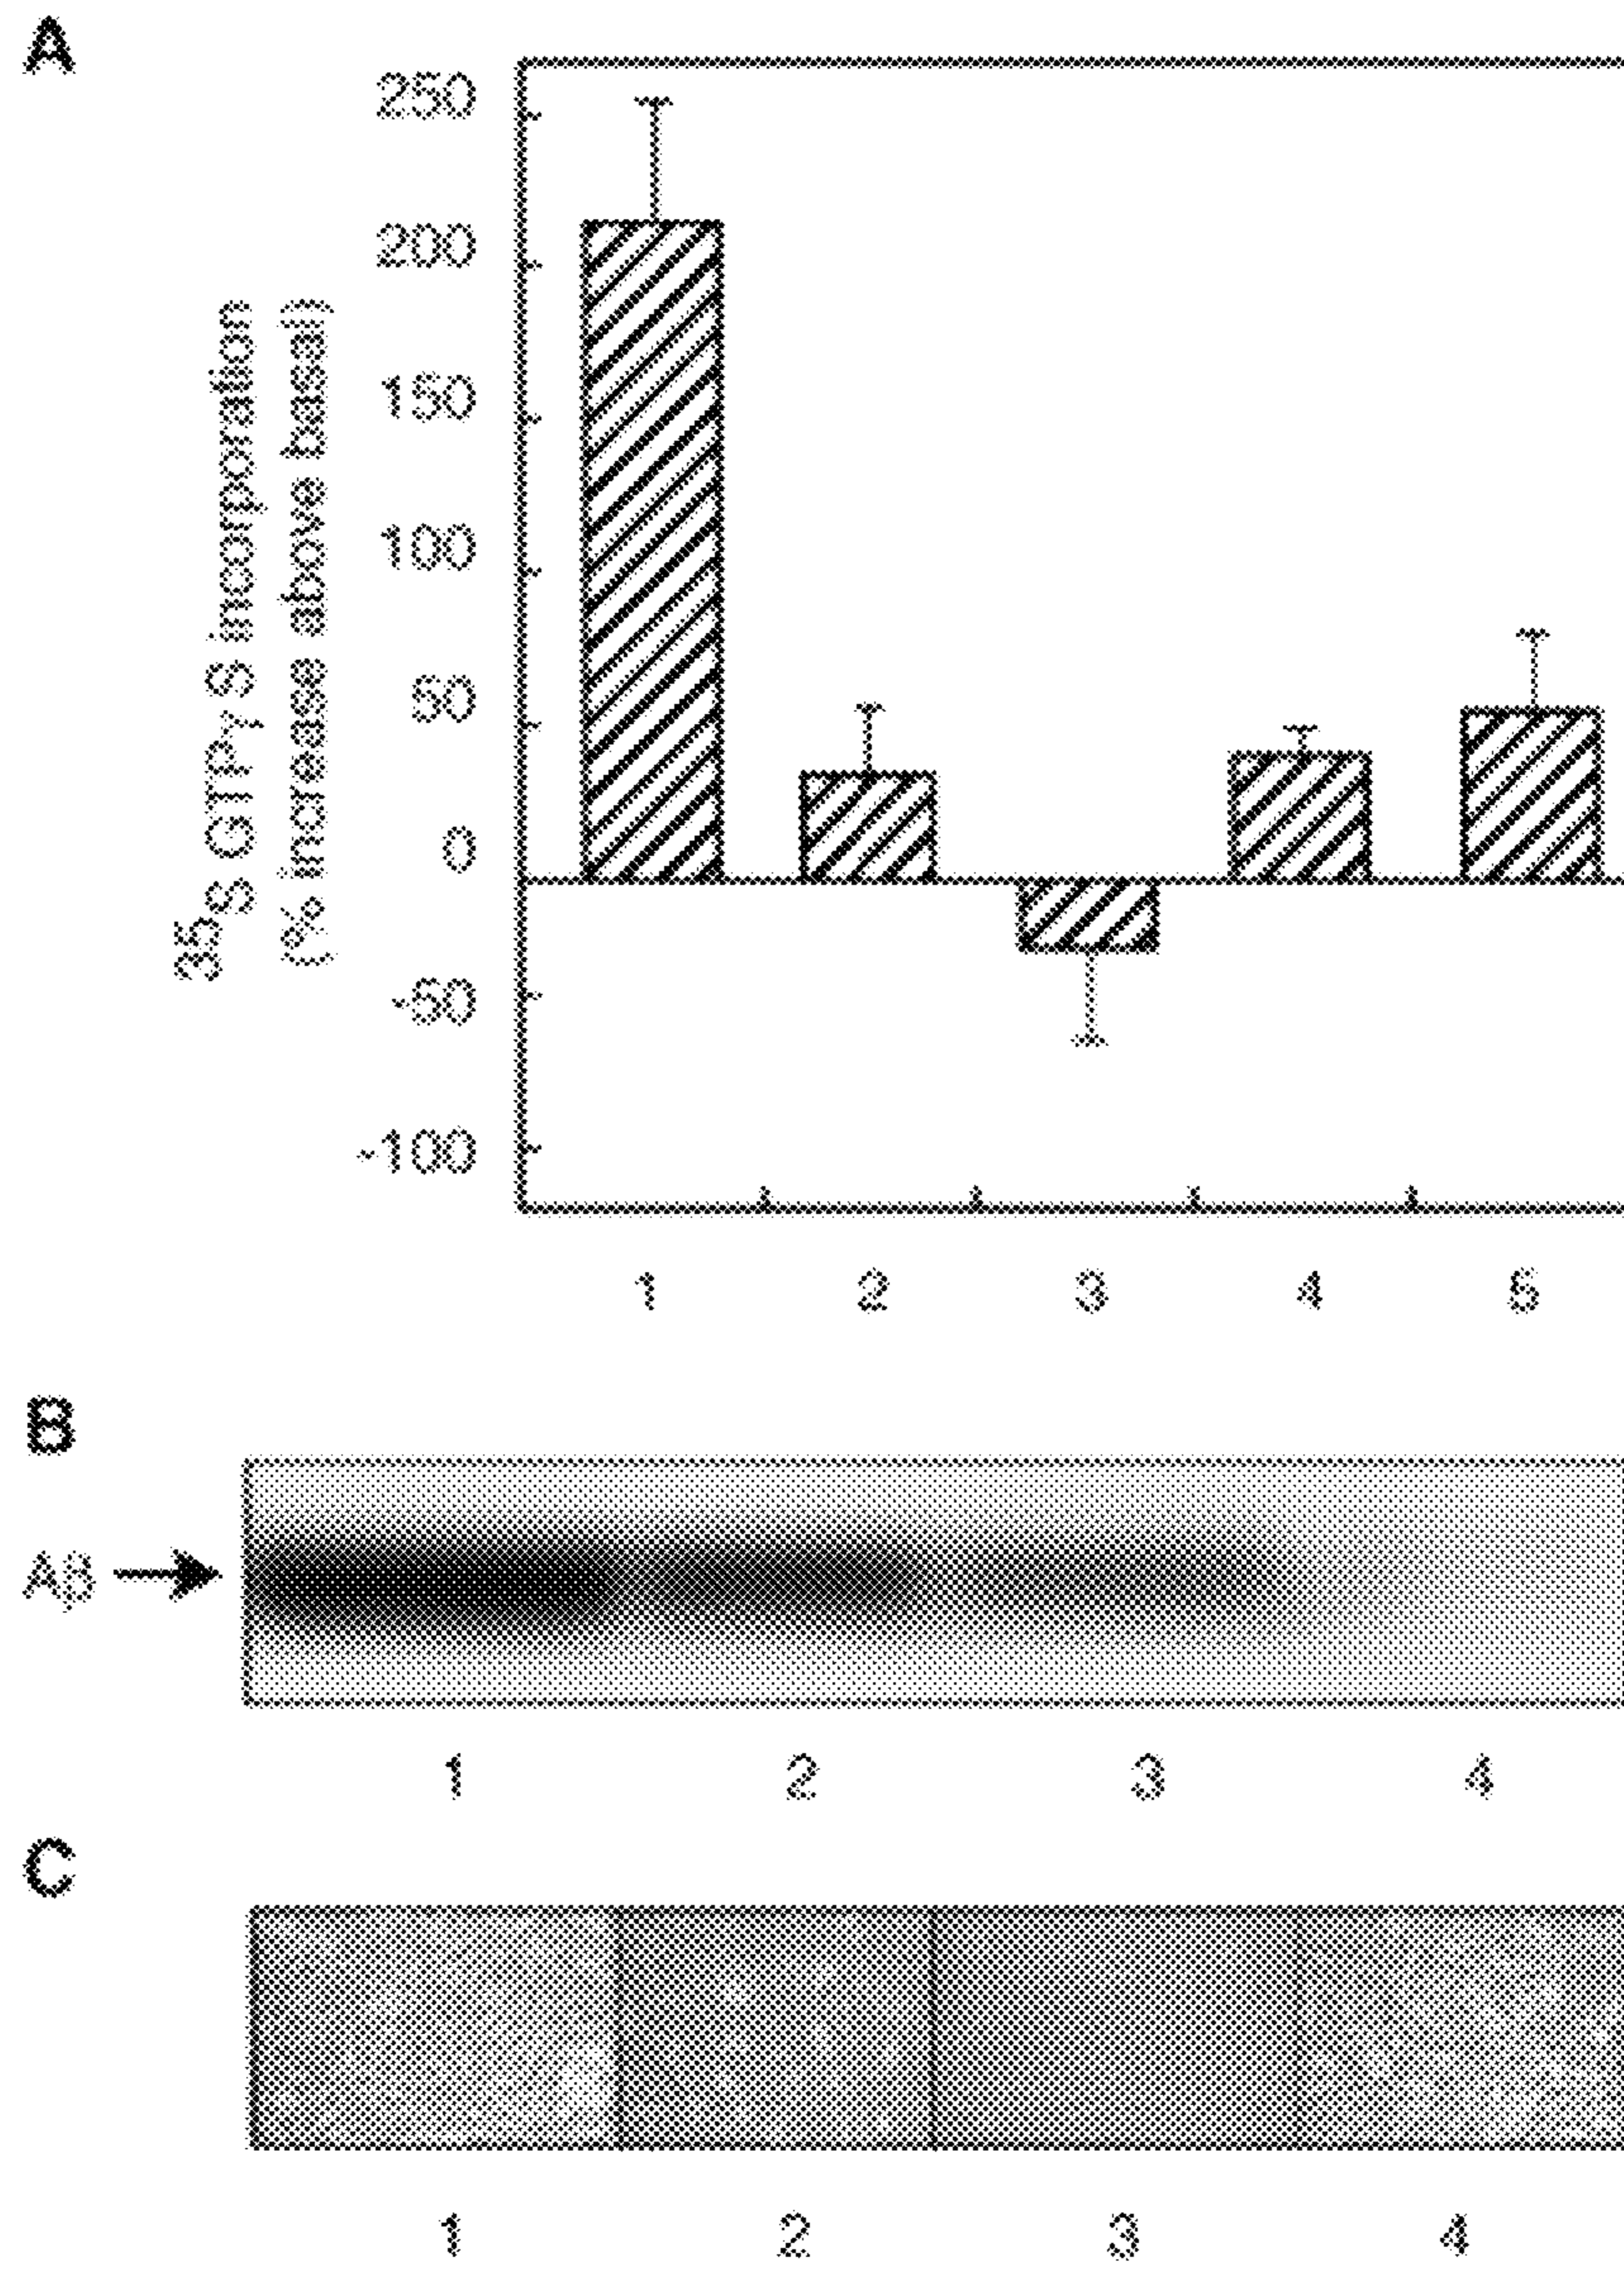 A
250
200
150
100
50
0
-50
-100
35S GTPγ S incorporation
(% increase above basal)
1 2 3 4 5
B
Aβ
1 2 3 4
C
1 2 3 4